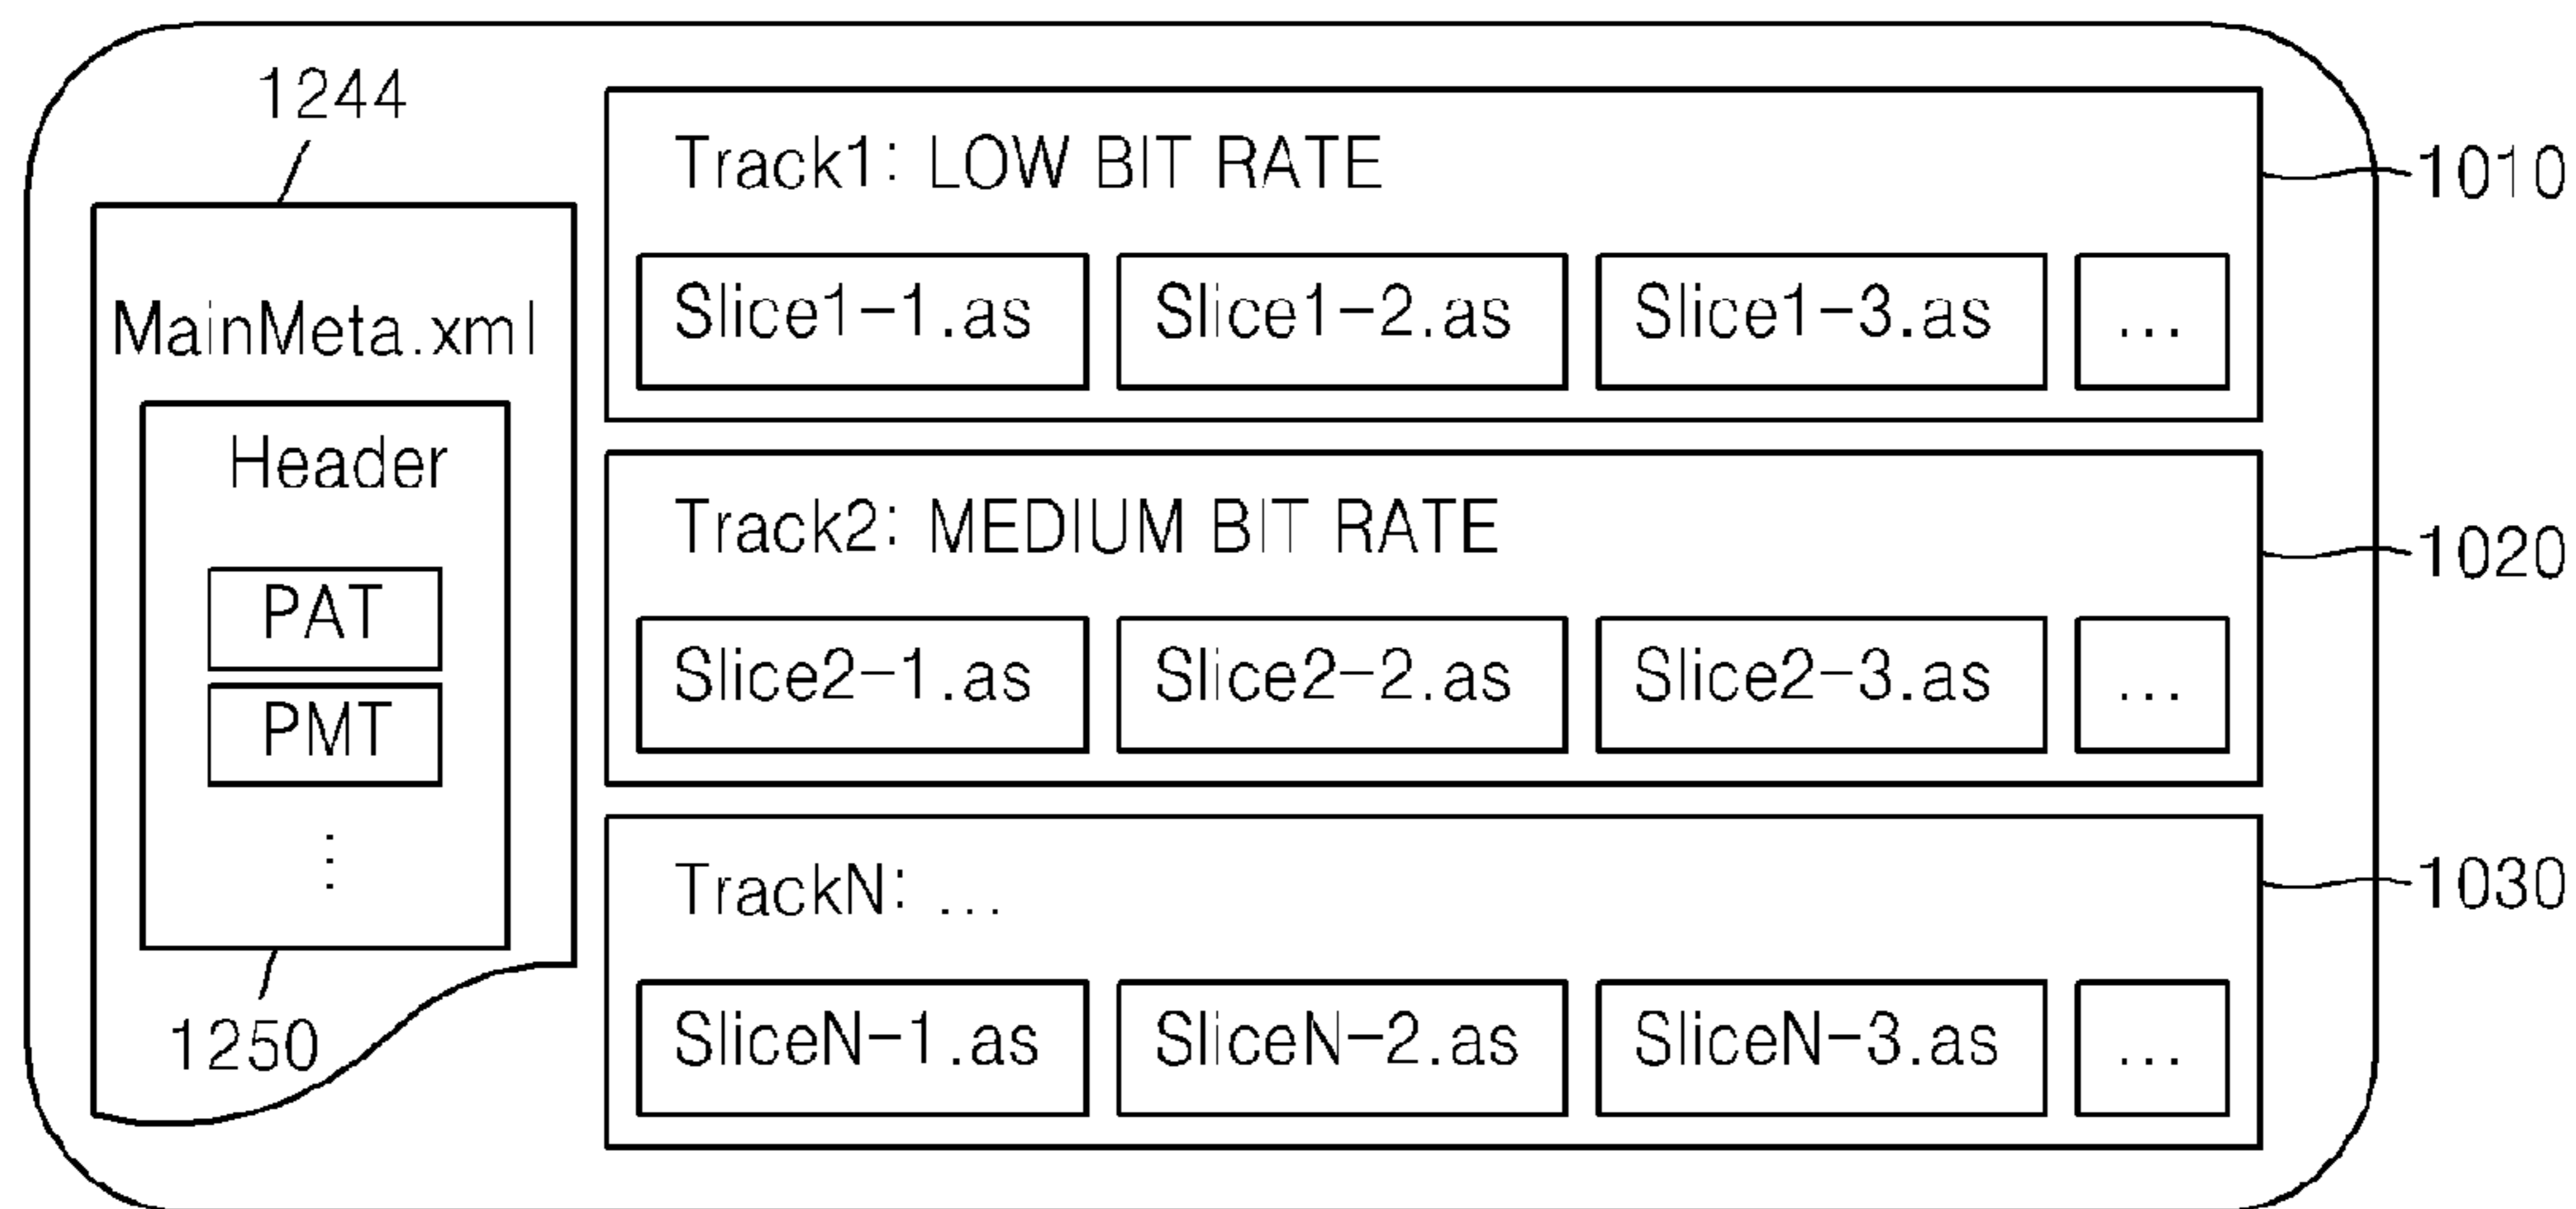 1244
MainMeta.xml
Header
PAT
PMT
⋮
1250
Track1: LOW BIT RATE
Slice1-1.as
Slice1-2.as
Slice1-3.as
...
1010
Track2: MEDIUM BIT RATE
Slice2-1.as
Slice2-2.as
Slice2-3.as
...
1020
TrackN: ...
SliceN-1.as
SliceN-2.as
SliceN-3.as
...
1030